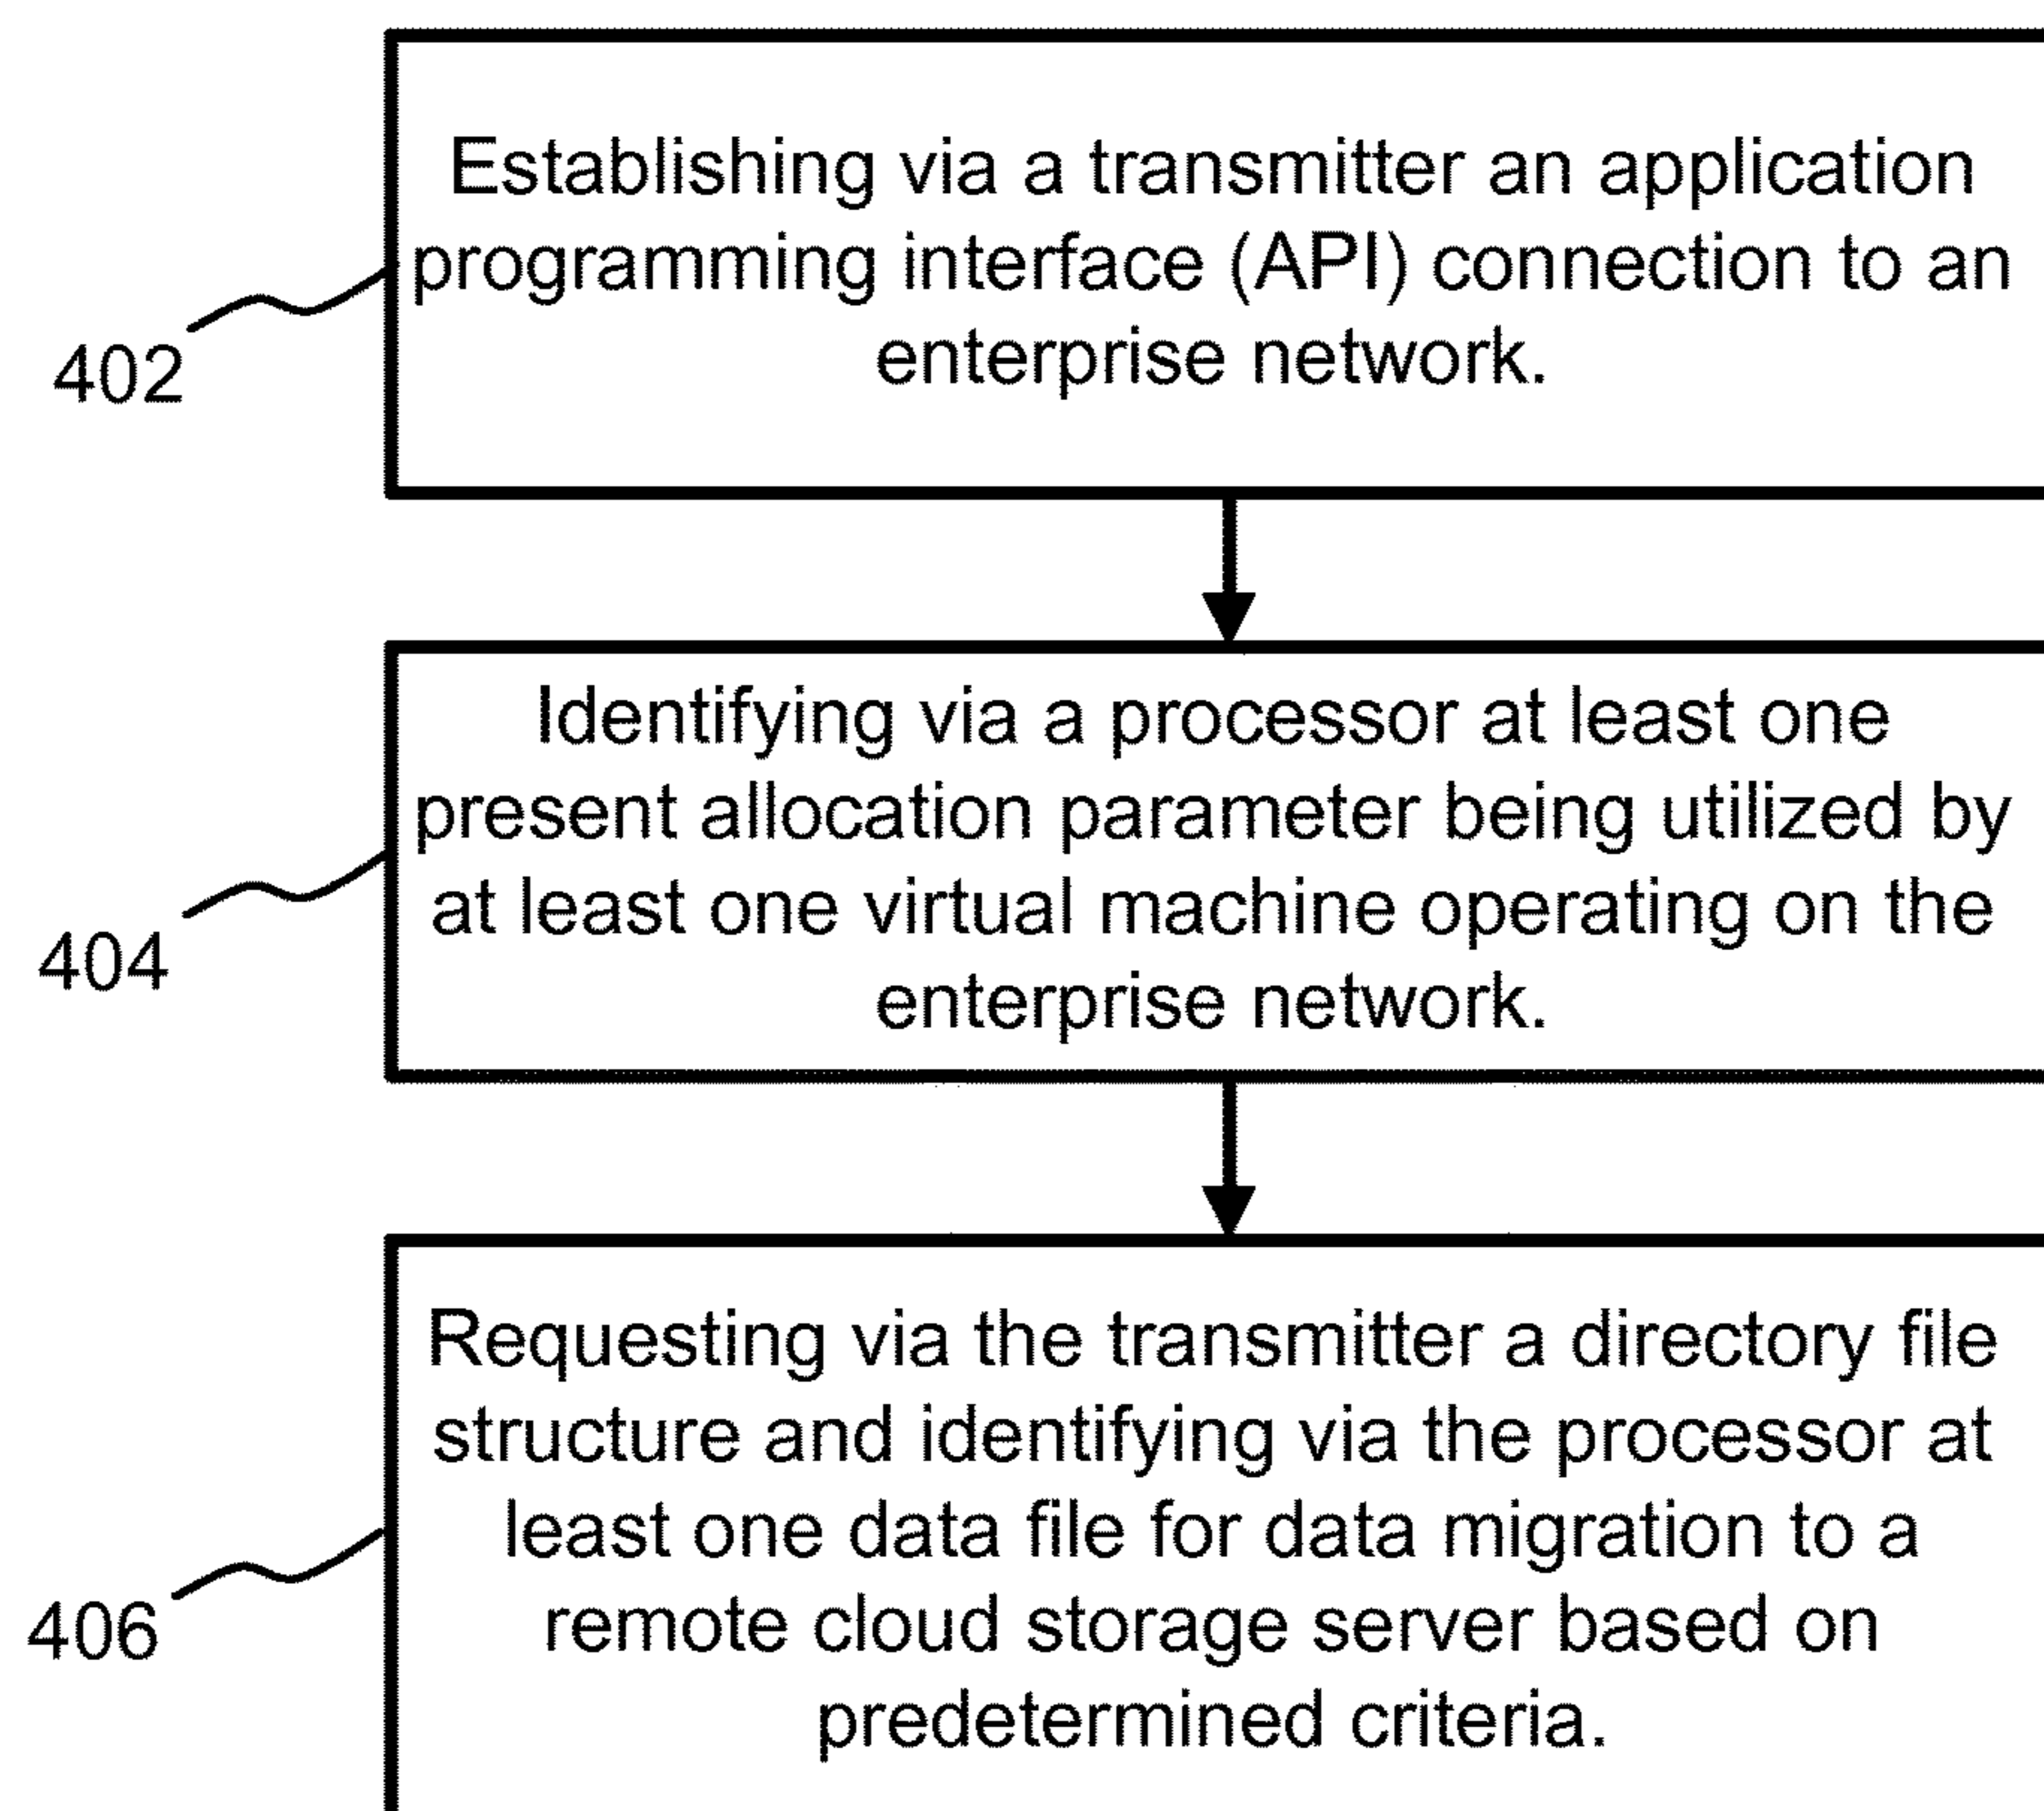 Establishing via a transmitter an application
programming interface (API) connection to an
enterprise network.
402
Identifying via a processor at least one
present allocation parameter being utilized by
at least one virtual machine operating on the
enterprise network.
404
Requesting via the transmitter a directory file
structure and identifying via the processor at
least one data file for data migration to a
remote cloud storage server based on
predetermined criteria.
406